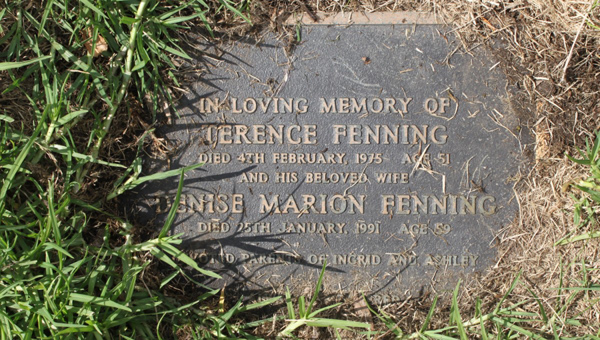 IN LOVING MEMORY OF
TERENCE FENNING
DIED 4TH FEBRUARY, 1975 AGE 51
AND HIS BELOVED WIFE
DENISE MARION FENNING
DIED 25TH JANUARY, 1991 AGE 59
DEVOTED PARENTS OF INGRID AND ASHLEY